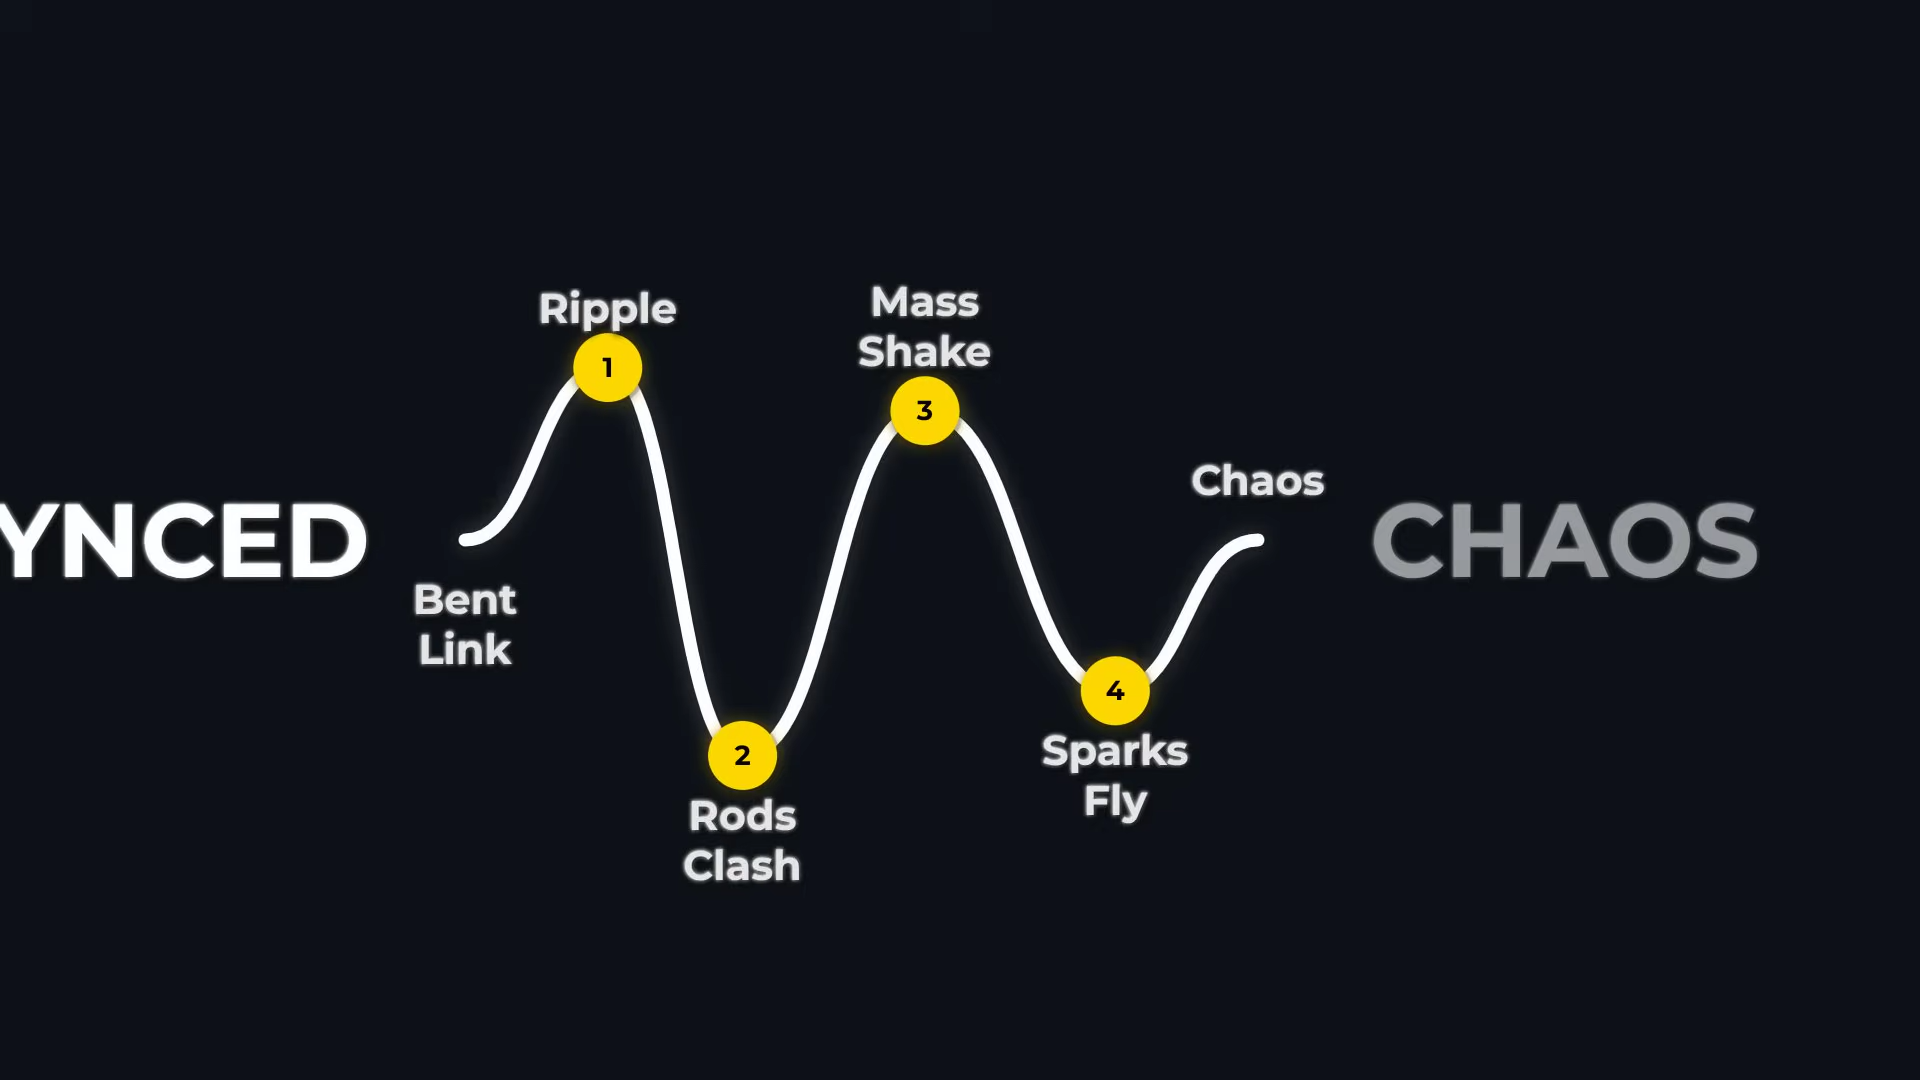 YNCED
Bent
Link
Ripple
1
2
Rods
Clash
Mass
Shake
3
4
Sparks
Fly
Chaos
CHAOS